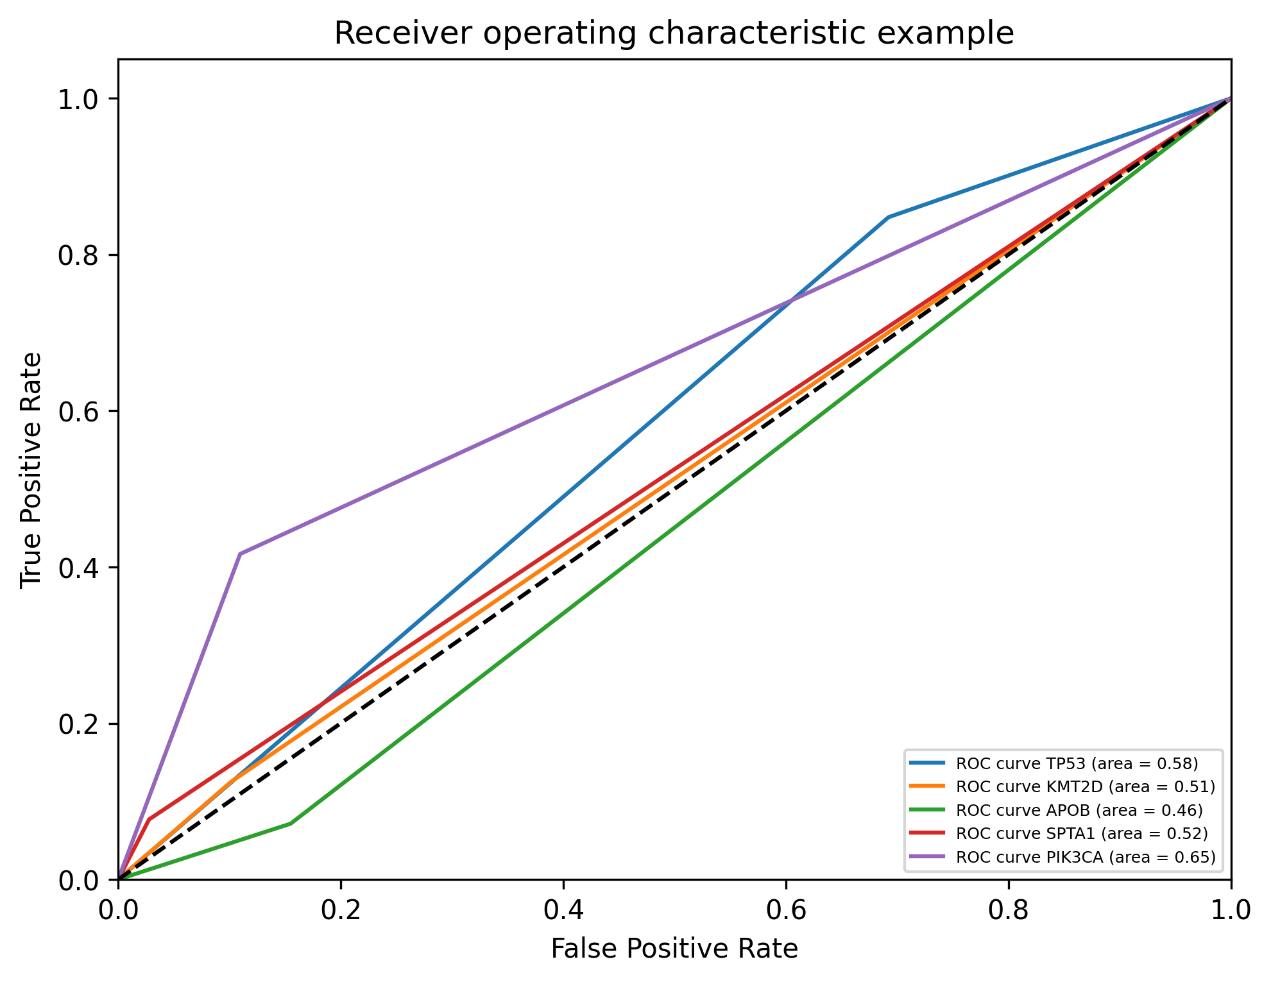 Receiver operating characteristic example
True Positive Rate
1.0
0.8
0.6
0.4
0.2
0.0
ROC curve TP53 (area = 0.58)
ROC curve KMT2D (area = 0.51)
ROC curve APOB (area = 0.46)
ROC curve SPTA1 (area = 0.52)
ROC curve PIK3CA (area = 0.65)
0.0 0.2 0.4 0.6 0.8 1.0
False Positive Rate